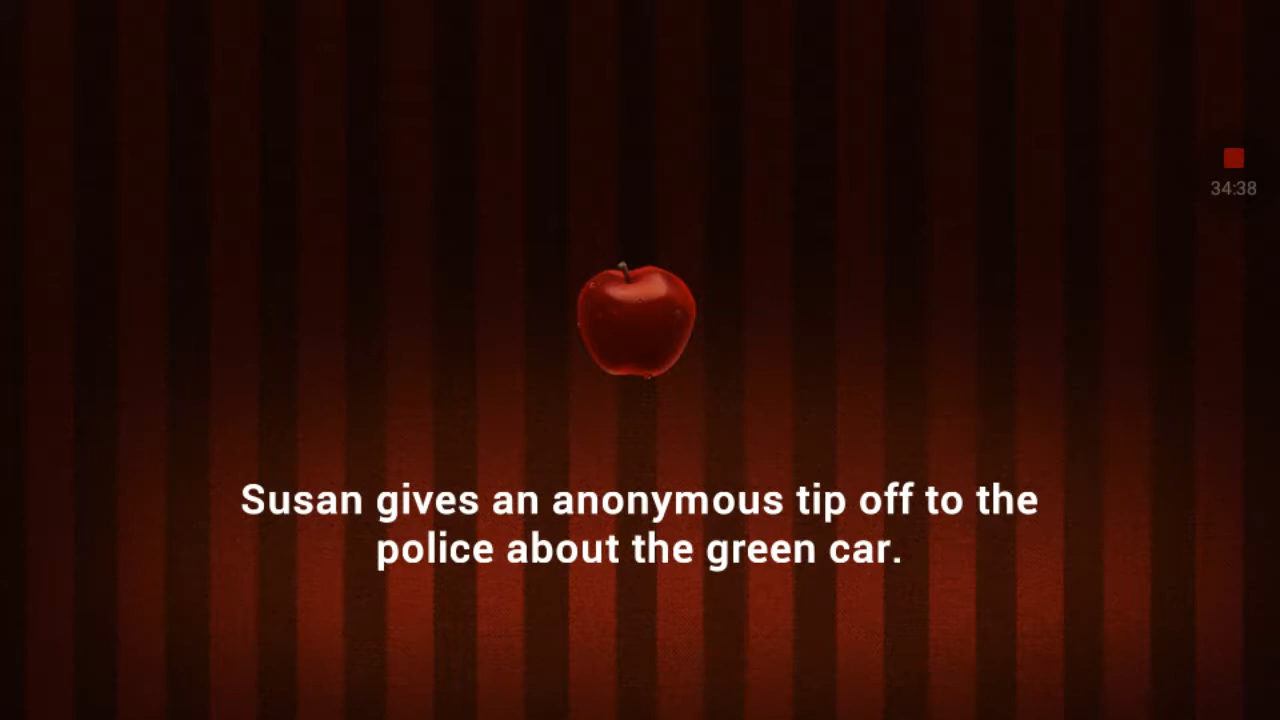 34:38
Susan gives an anonymous tip off to the
police about the green car.